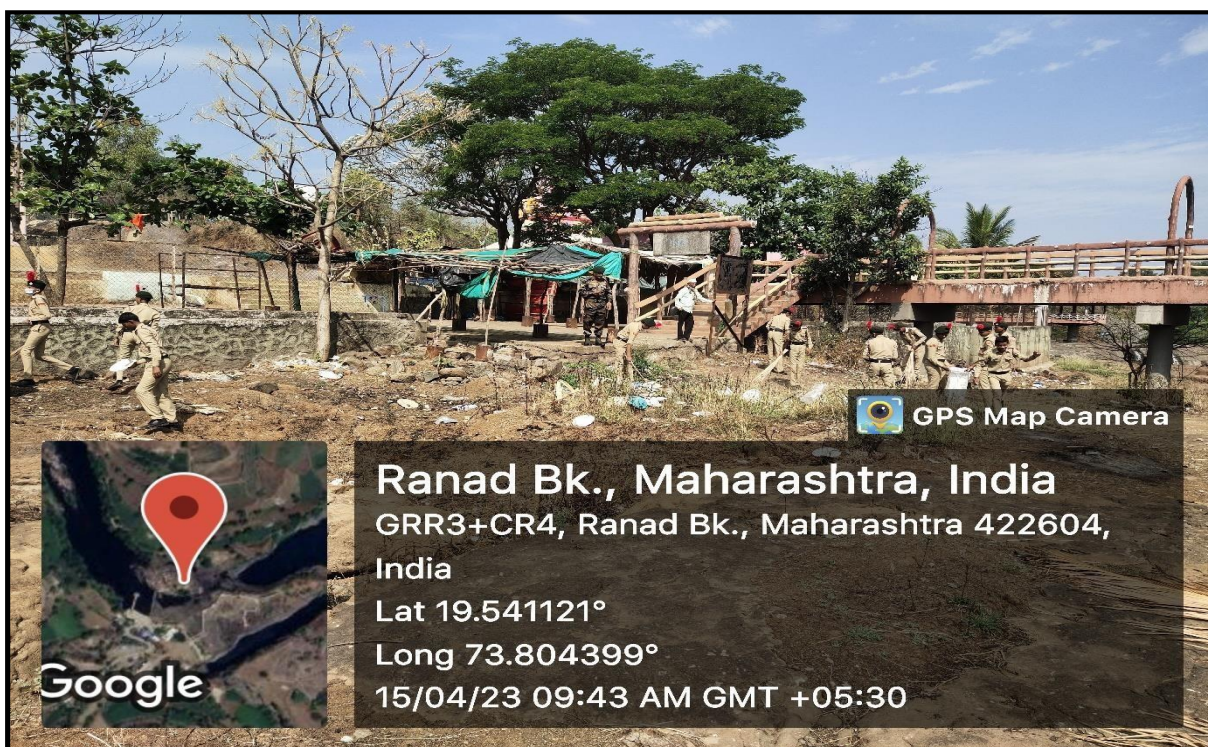 GPS Map Camera
Ranad Bk., Maharashtra, India
GRR3+CR4, Ranad Bk., Maharashtra 422604,
India
Lat 19.541121°
Long 73.804399°
15/04/23 09:43 AM GMT +05:30
Google